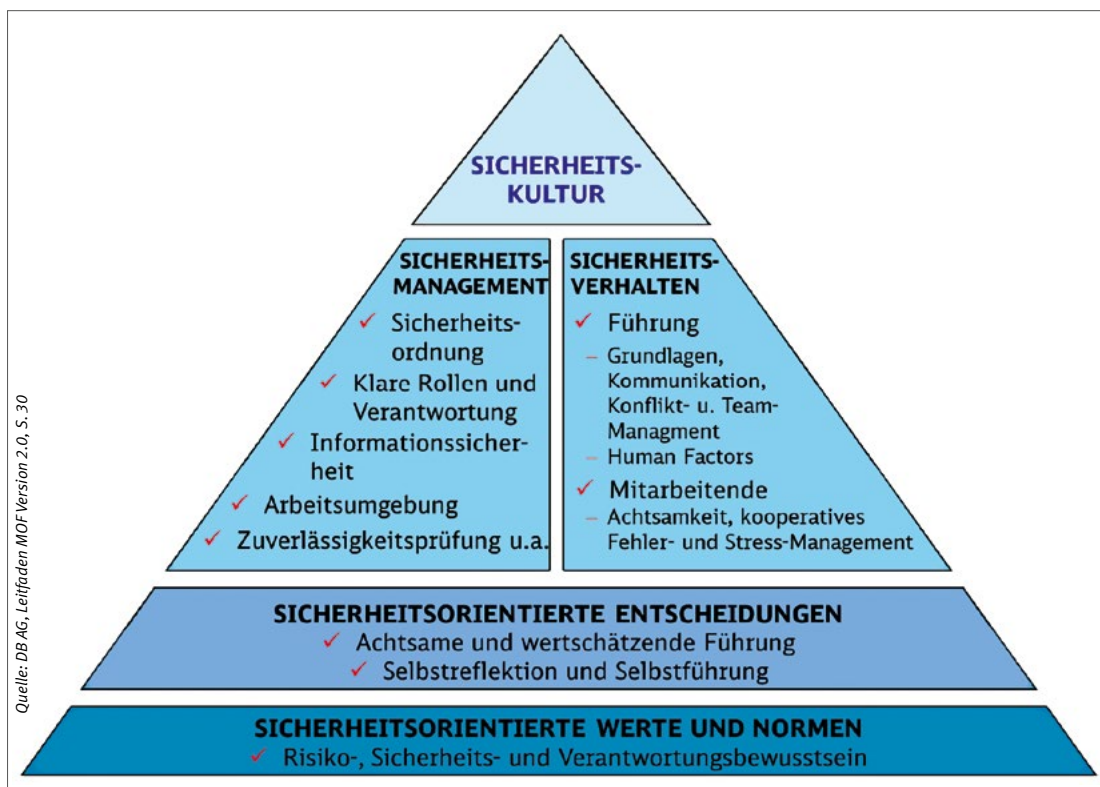 SICHERHEITS-
KULTUR
SICHERHEITS-
MANAGEMENT
✓ Sicherheits-
ordnung
✓ Klare Rollen und
Verantwortung
✓ Informationssicher-
heit
✓ Arbeitsumgebung
✓ Zuverlässigkeitsprüfung u.a.
SICHERHEITS-
VERHALTEN
✓ Führung
– Grundlagen,
Kommunikation,
Konflikt- u. Team-
Managment
– Human Factors
✓ Mitarbeitende
– Achtsamkeit, kooperatives
Fehler- und Stress-Management
SICHERHEITSORIENTIERTE ENTSCHEIDUNGEN
✓ Achtsame und wertschätzende Führung
✓ Selbstreflektion und Selbstführung
SICHERHEITSORIENTIERTE WERTE UND NORMEN
✓ Risiko-, Sicherheits- und Verantwortungsbewusstsein
Quelle: DB AG, Leitfaden MOF Version 2.0, S. 30